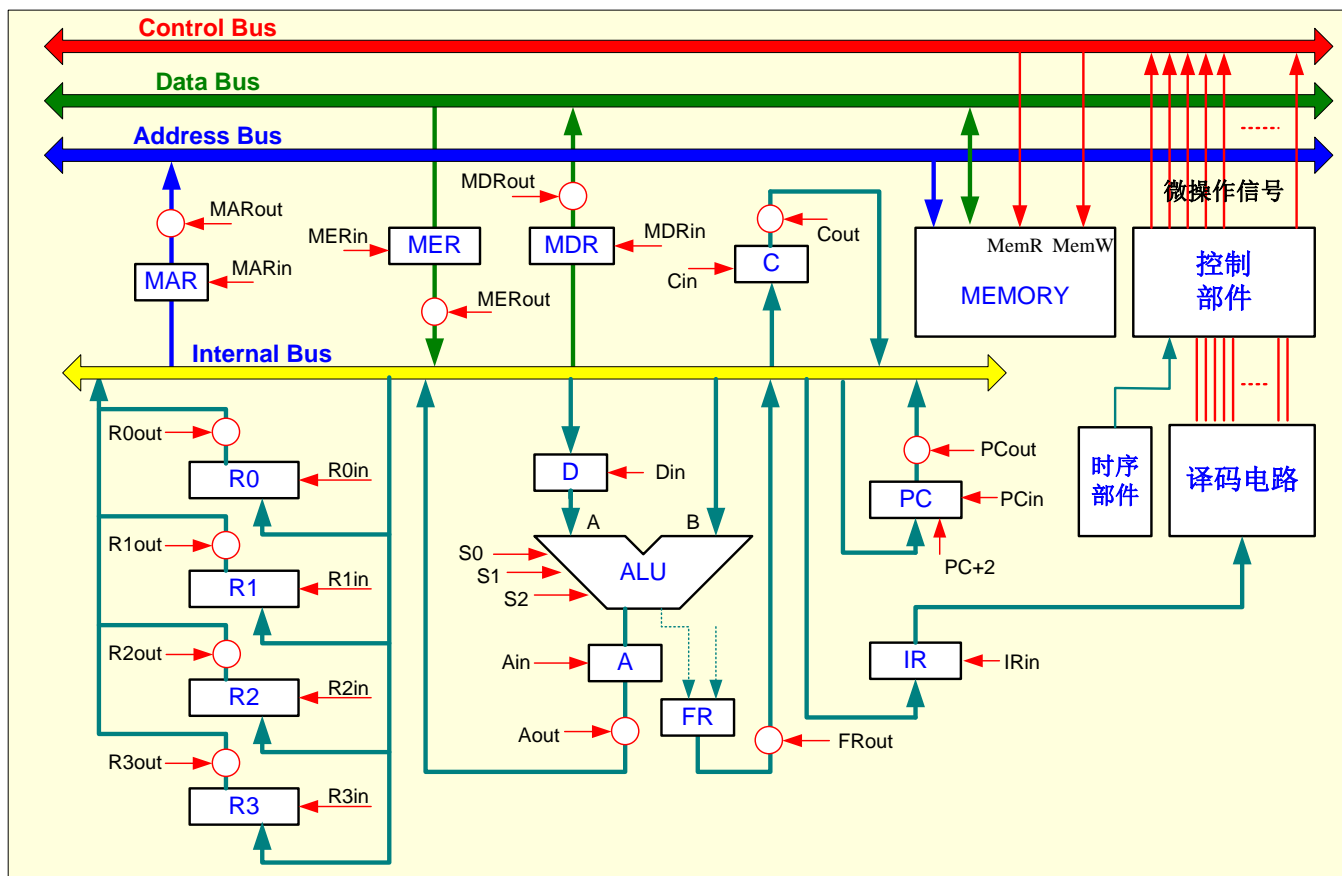 Control Bus
Data Bus
Address Bus
微操作信号
MARout
MDRout
MERin
MER
MDR
MDRin
Cout
MemR MemW
MARin
MAR
C
Cin
MEMORY
控制
部件
MERout
Internal Bus
R0out
R0
R0in
D
Din
PCout
PC
PCin
PC+2
时序
部件
译码电路
A
B
R1out
R1
R1in
S0
S1
S2
ALU
R2out
R2
R2in
Ain
A
IR
IRin
FR
Aout
FRout
R3out
R3
R3in